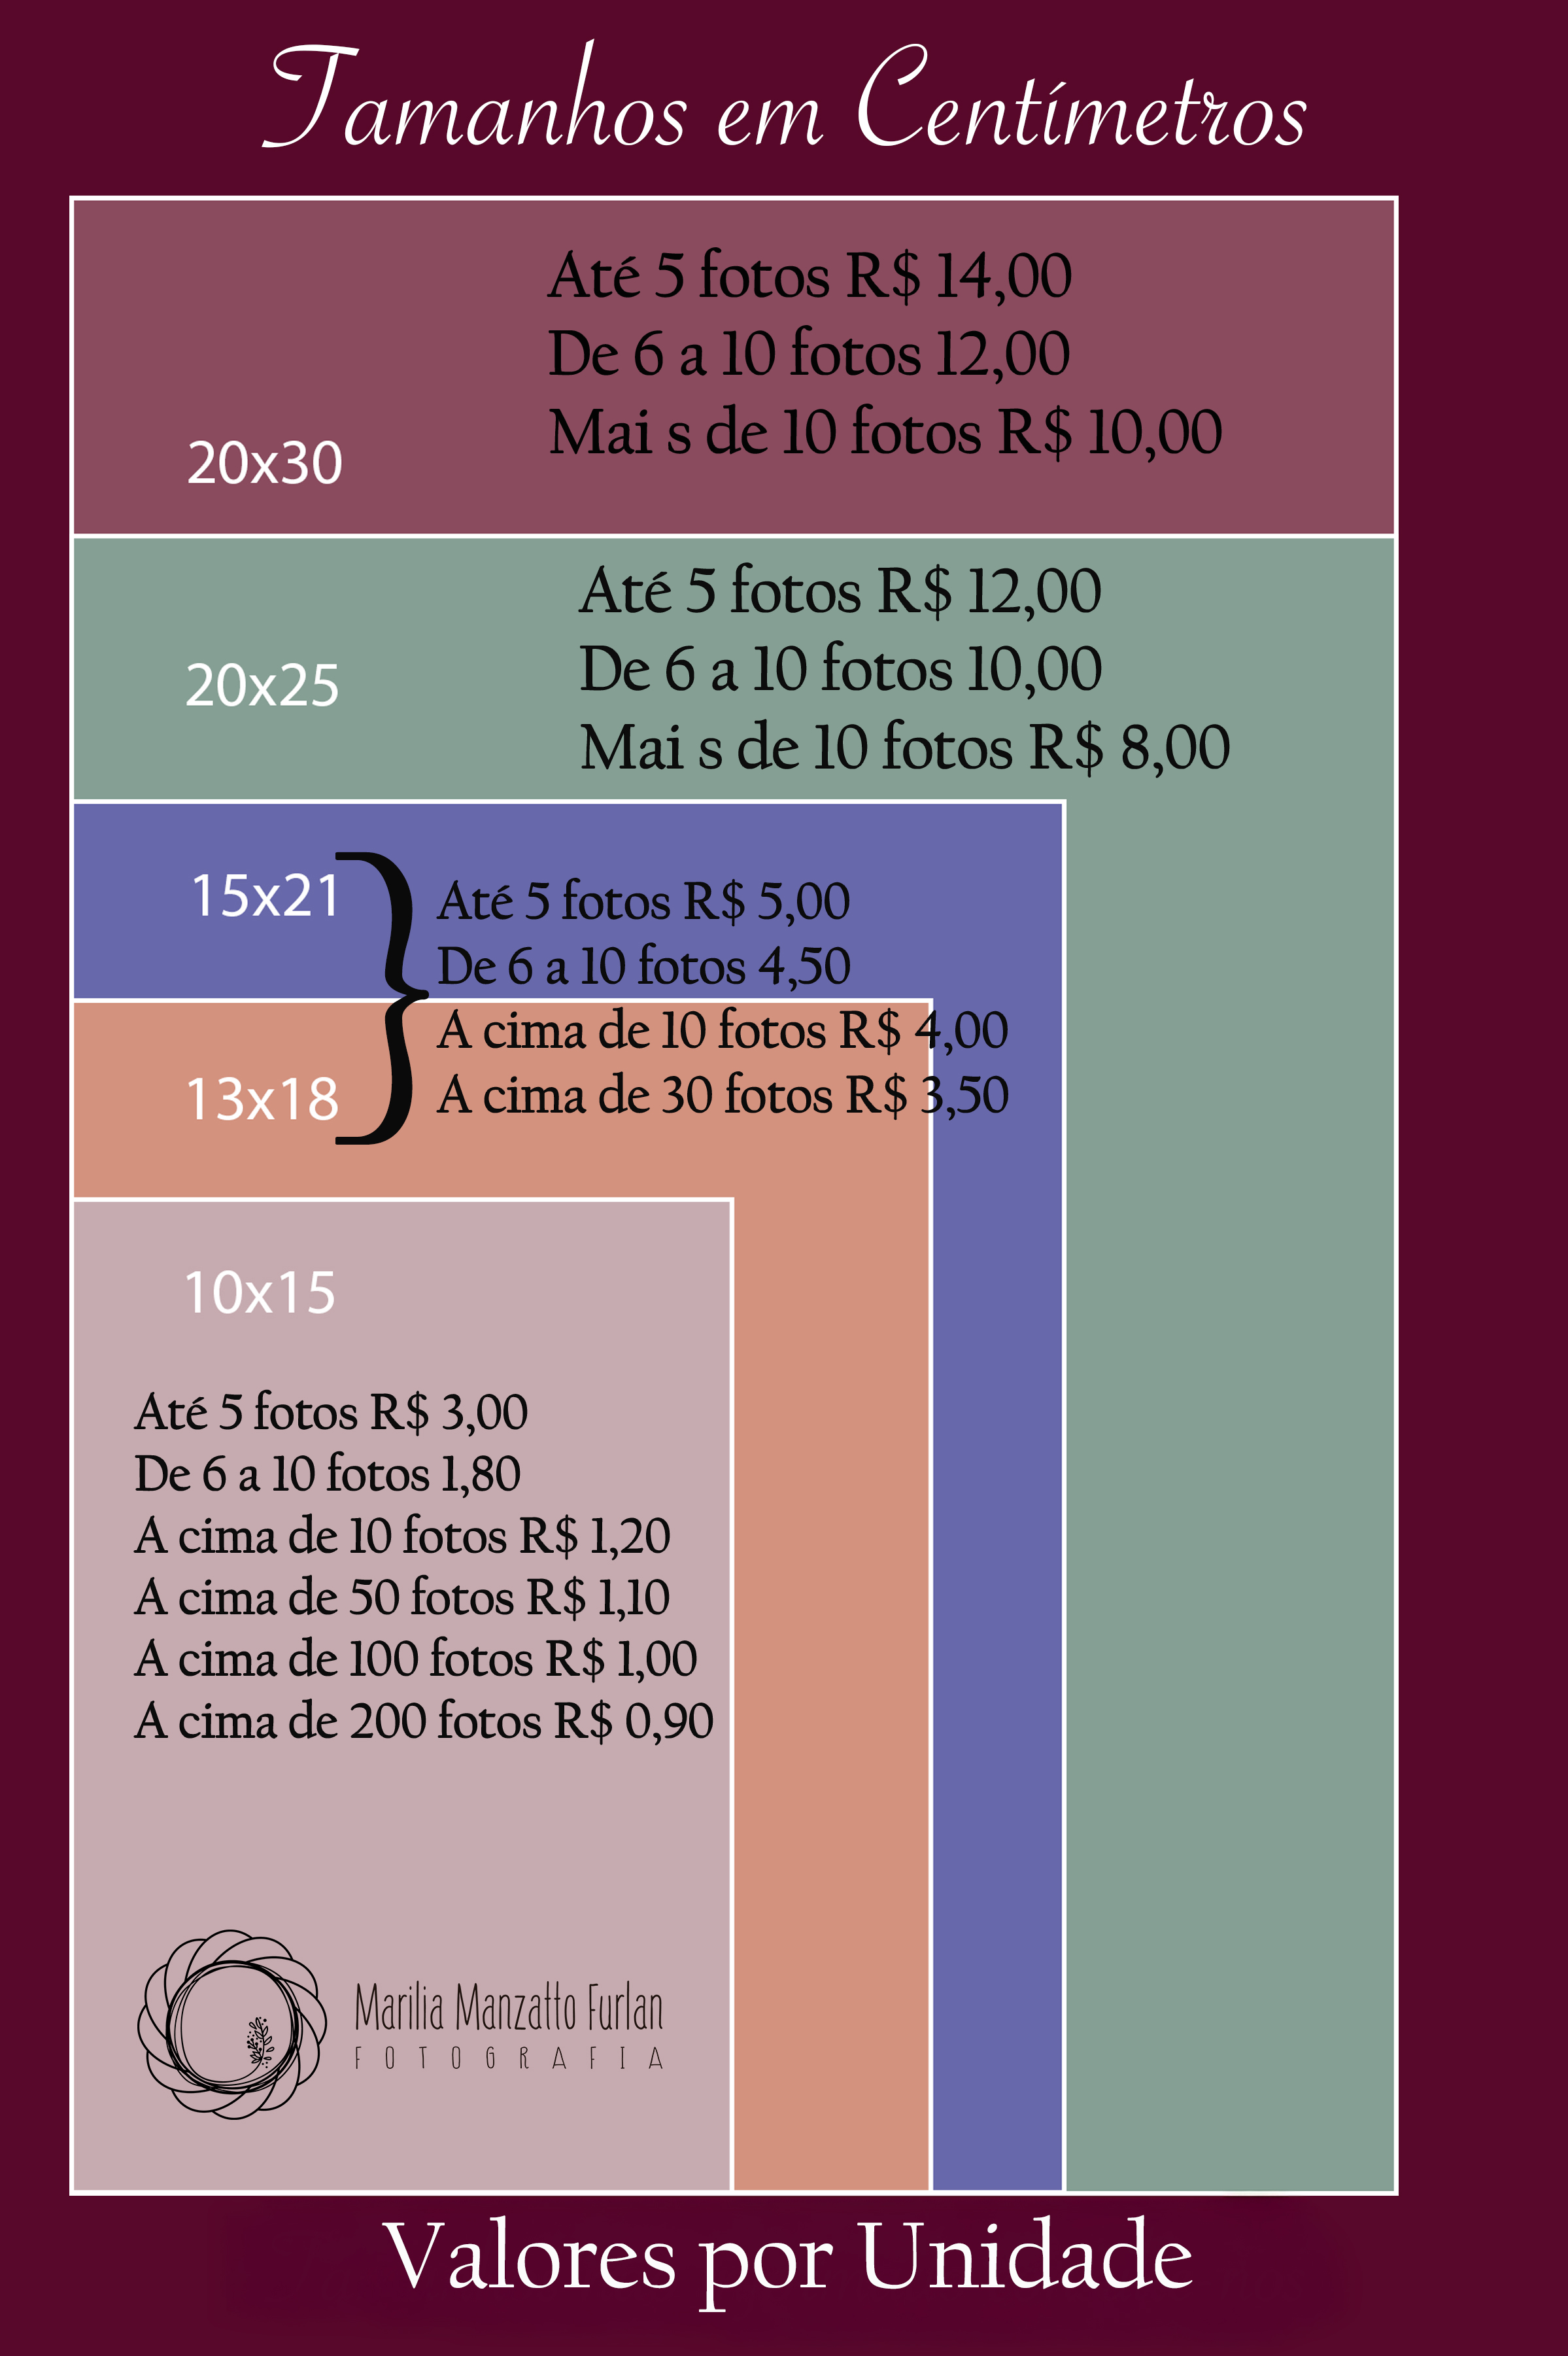 Tamanhos em Centímetros
Até 5 fotos R$ 14,00
De 6 a 10 fotos 12,00
Mai s de 10 fotos R$ 10,00
20x30
Até 5 fotos R$ 12,00
De 6 a 10 fotos 10,00
Mai s de 10 fotos R$ 8,00
20x25
15x21
13x18
Até 5 fotos R$ 5,00
De 6 a 10 fotos 4,50
A cima de 10 fotos R$ 4,00
A cima de 30 fotos R$ 3,50
10x15
Até 5 fotos R$ 3,00
De 6 a 10 fotos 1,80
A cima de 10 fotos R$ 1,20
A cima de 50 fotos R$ 1,10
A cima de 100 fotos R$ 1,00
A cima de 200 fotos R$ 0,90
Marilia Manzatto Furlan
FOTOGRAFIA
Valores por Unidade